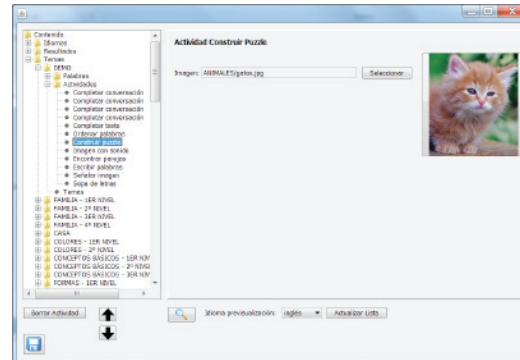 Contenido
Idiomas
Resultados
Temas
DEMO
Palabras
Actividades
Completar conversación
Completar conversación
Completar conversación
Completar texto
Ordenar palabras
Construir puzzle
Imagen con sonido
Encontrar parejas
Escribir palabras
Señalar imagen
Sopa de letras
Temas
FAMILIA - 1ER NIVEL
FAMILIA - 2º NIVEL
FAMILIA - 3ER NIVEL
FAMILIA - 4º NIVEL
CASA
COLORES - 1ER NIVEL
COLORES - 2º NIVEL
CONCEPTOS BÁSICOS - 1ER NIV
CONCEPTOS BÁSICOS - 2º NIVE
CONCEPTOS BÁSICOS - 3ER NIV
FORMAS - 1ER NIVEL
Actividad Construir Puzzle
Imagen: ANIMALES/gatos.jpg
Seleccionar
Borrar Actividad
Idioma previsualización: inglés
Actualizar Lista